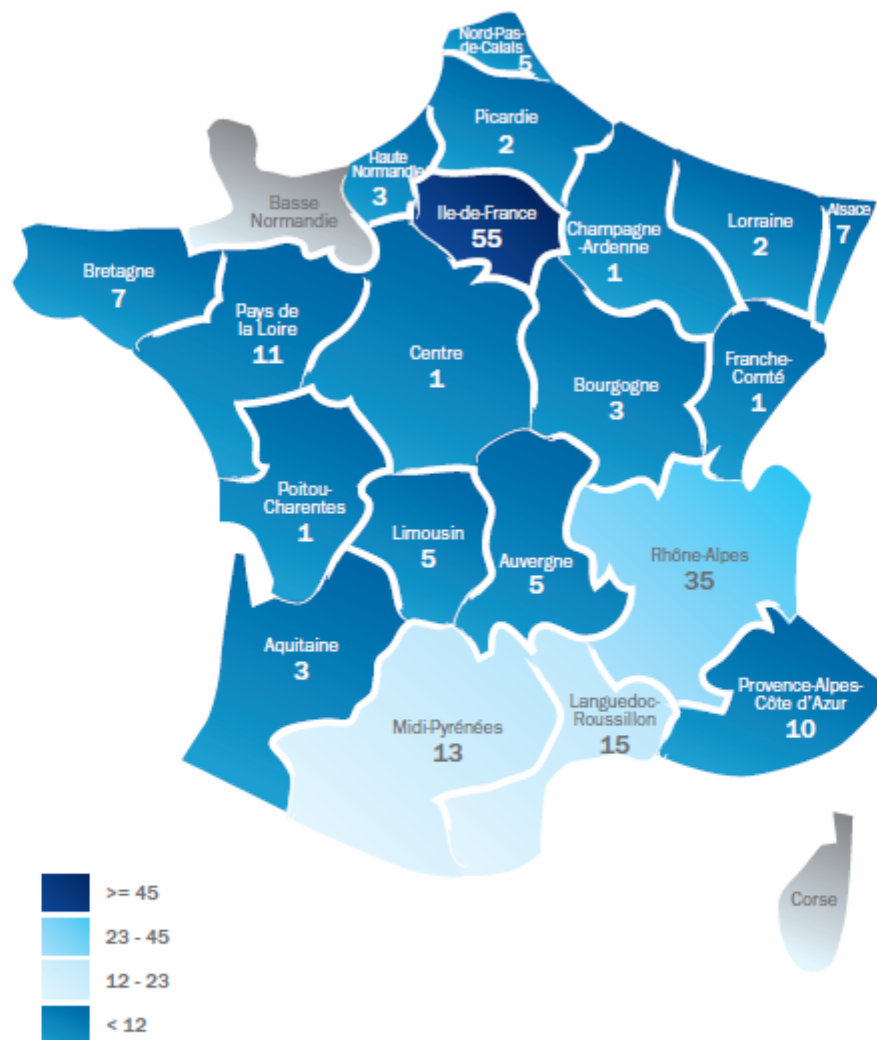 Nord-Pas-
de-Calais
5
Picardie
2
Haute
Normandie
3
Basse
Normandie
Ile-de-France
55
Champagne
-Ardenne
1
Lorraine
2
Alsace
7
Bretagne
7
Pays de
la Loire
11
Centre
1
Bourgogne
3
Franche-
Comté
1
Poitou-
Charentes
1
Limousin
5
Auvergne
5
Rhône-Alpes
35
Aquitaine
3
Midi-Pyrénées
13
Languedoc-
Roussillon
15
Provence-Alpes-
Côte d'Azur
10
Corse
>= 45
23 - 45
12 - 23
< 12